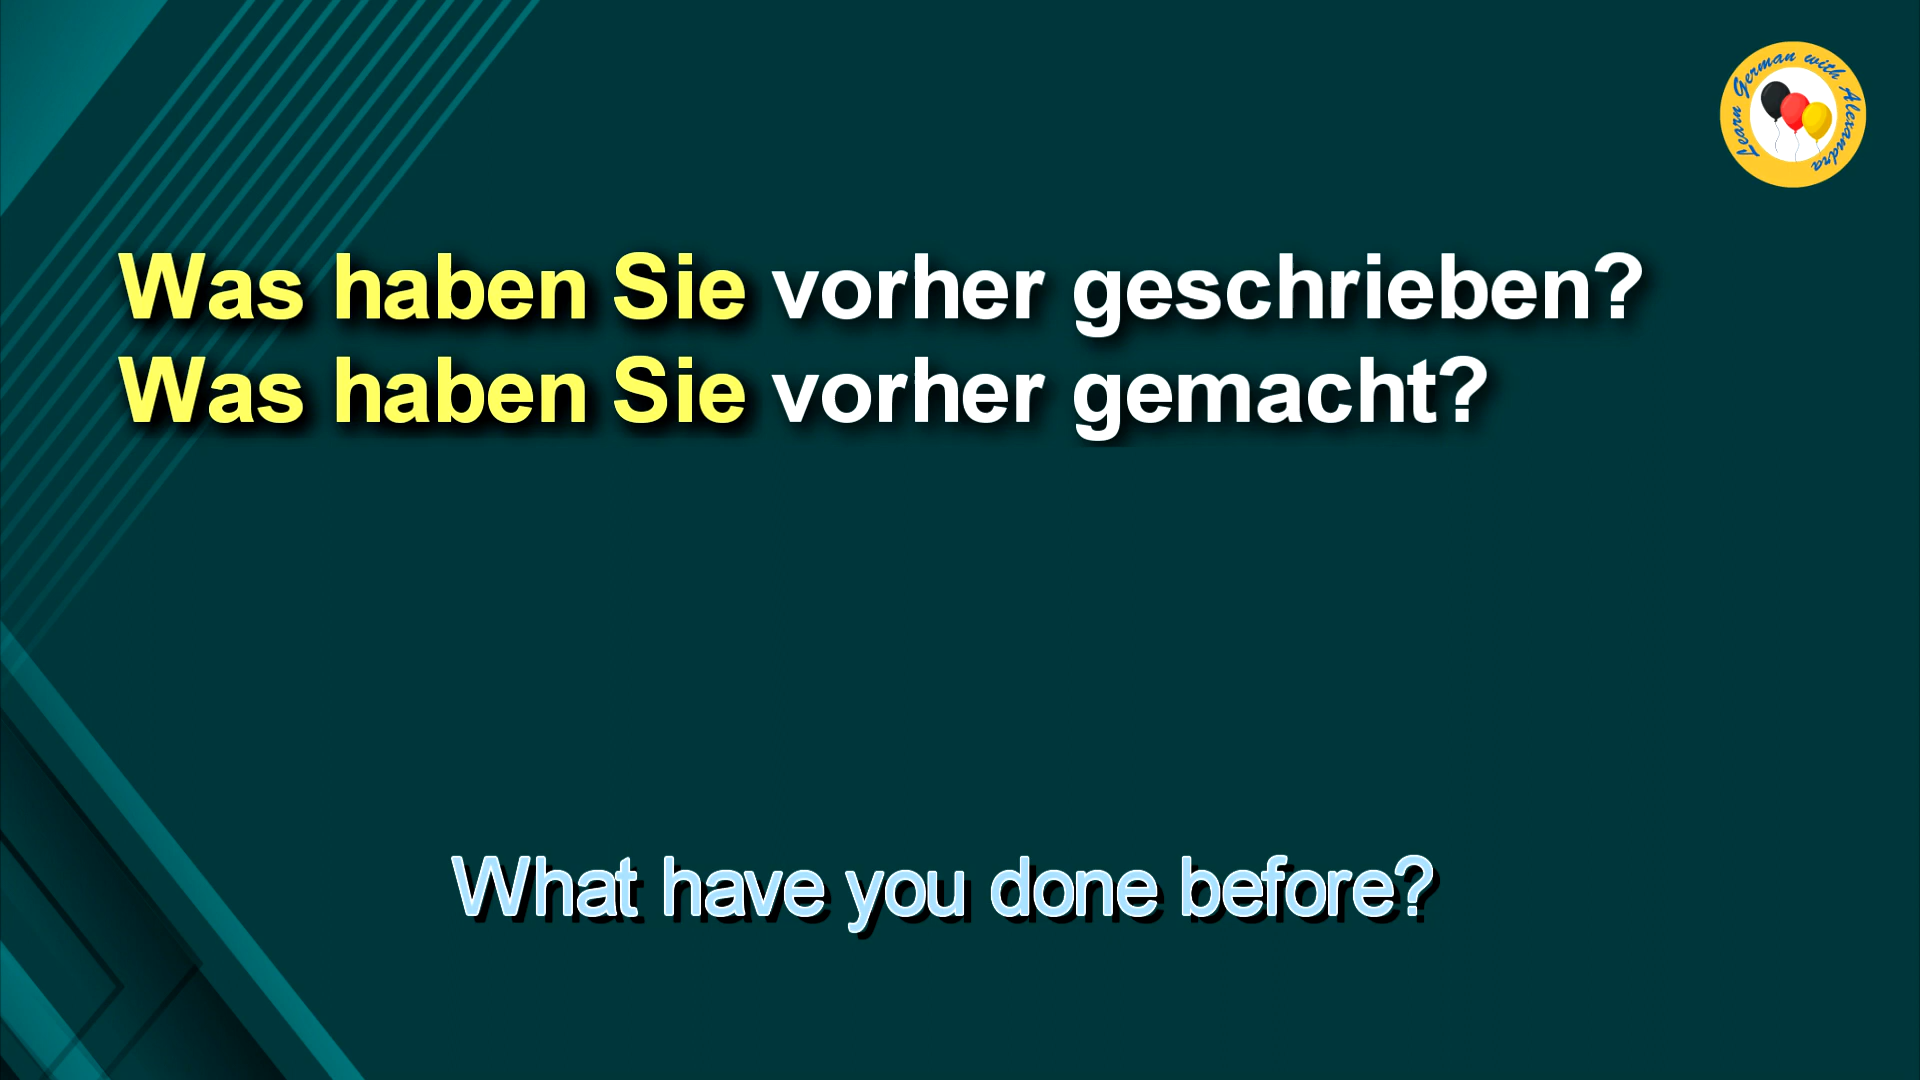 Learn German with Alexandra
Was haben Sie vorher geschrieben?
Was haben Sie vorher gemacht?
What have you done before?